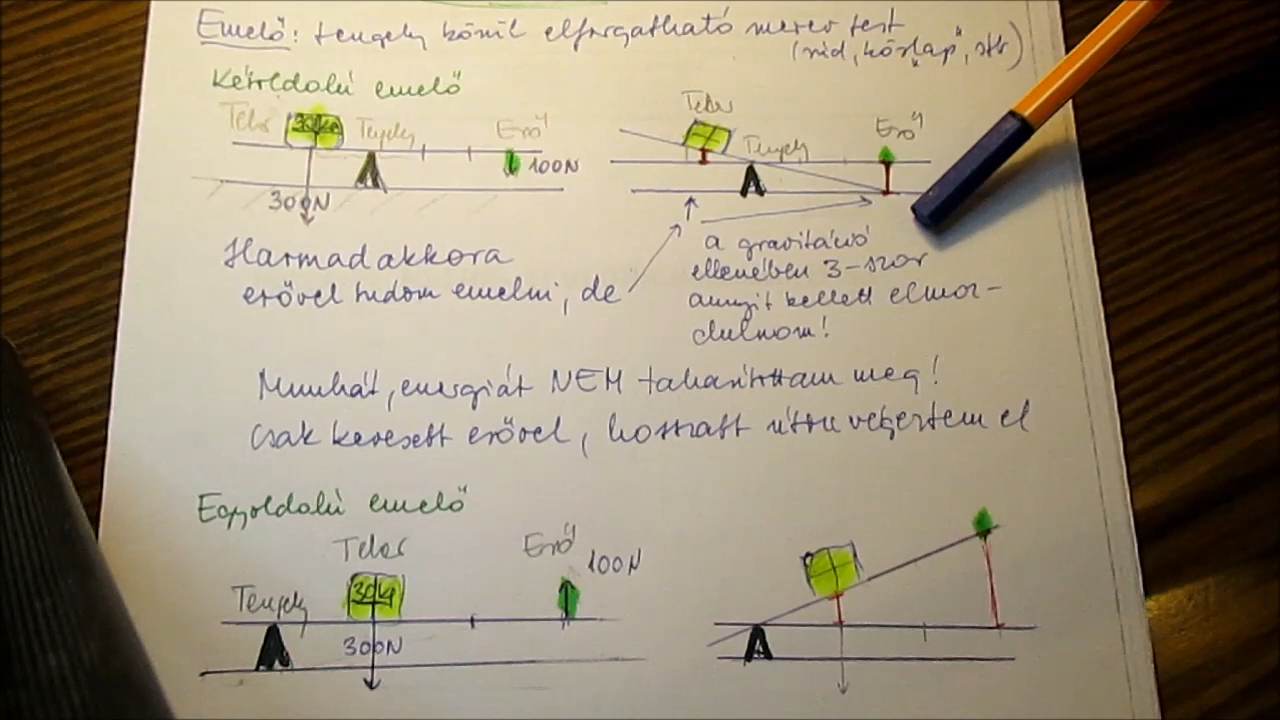 Emelő: tengely körül elforgatható merev test
(rúd, körlap, stb)
Kétoldalú emelő
Teher 30kg Tengely Erő 100N
300N
Teher Tengely Erő
Harmad akkora
erővel tudom emelni, de
a gravitáció
ellenében 3-szor
annyit kellett elmoz-
dulnom!
Munkát, energiát NEM takarítottam meg!
Csak kevesebb erővel, hosszabb úton végeztem el
Egyoldalú emelő
Teher Erő 100N
Tengely 30kg
300N